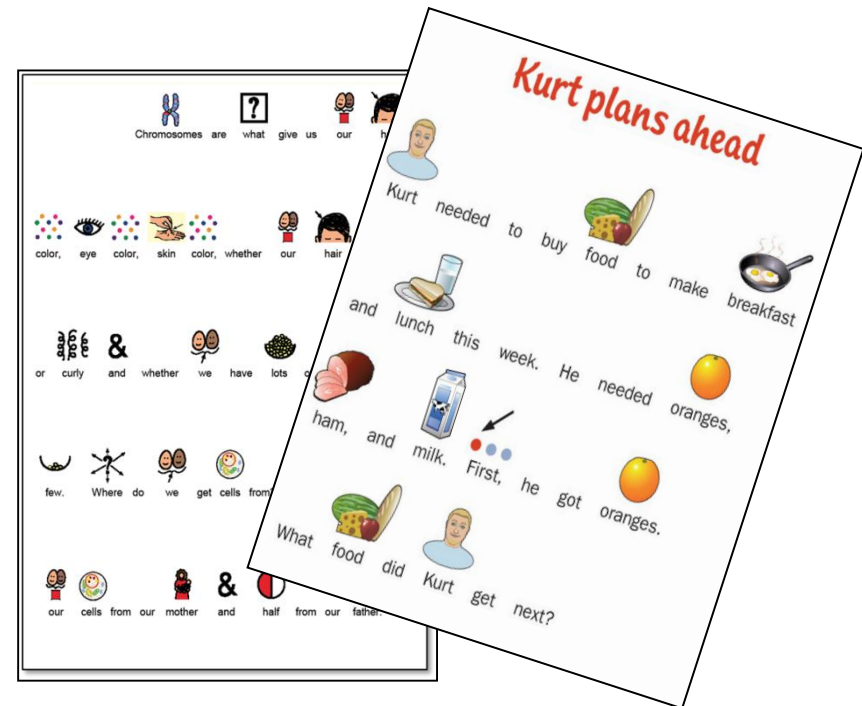 Chromosomes are what give us our
color, eye color, skin color, whether our hair
or curly and whether we have lots
few. Where do we get cells from
our cells from our mother and half from our father.
Kurt plans ahead
Kurt needed to buy food to make breakfast
and lunch this week. He needed oranges,
ham, and milk. First, he got oranges.
What food did Kurt get next?